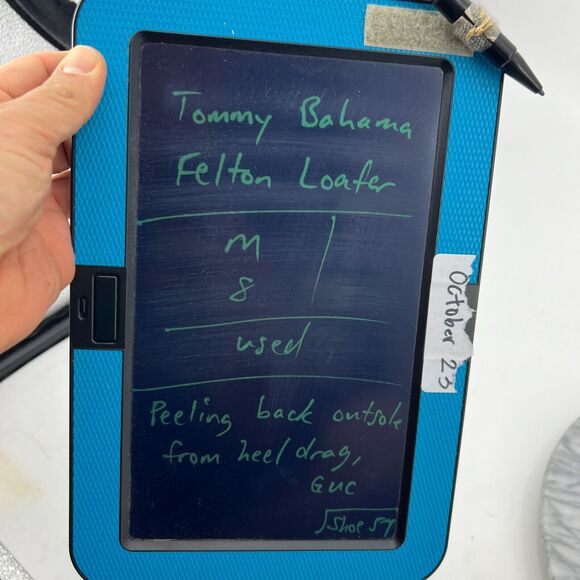 Tommy Bahama
Felton Loafer
M
8
used
Peeling back outsole
from heel drag,
GUC
Shoe 57
October 23